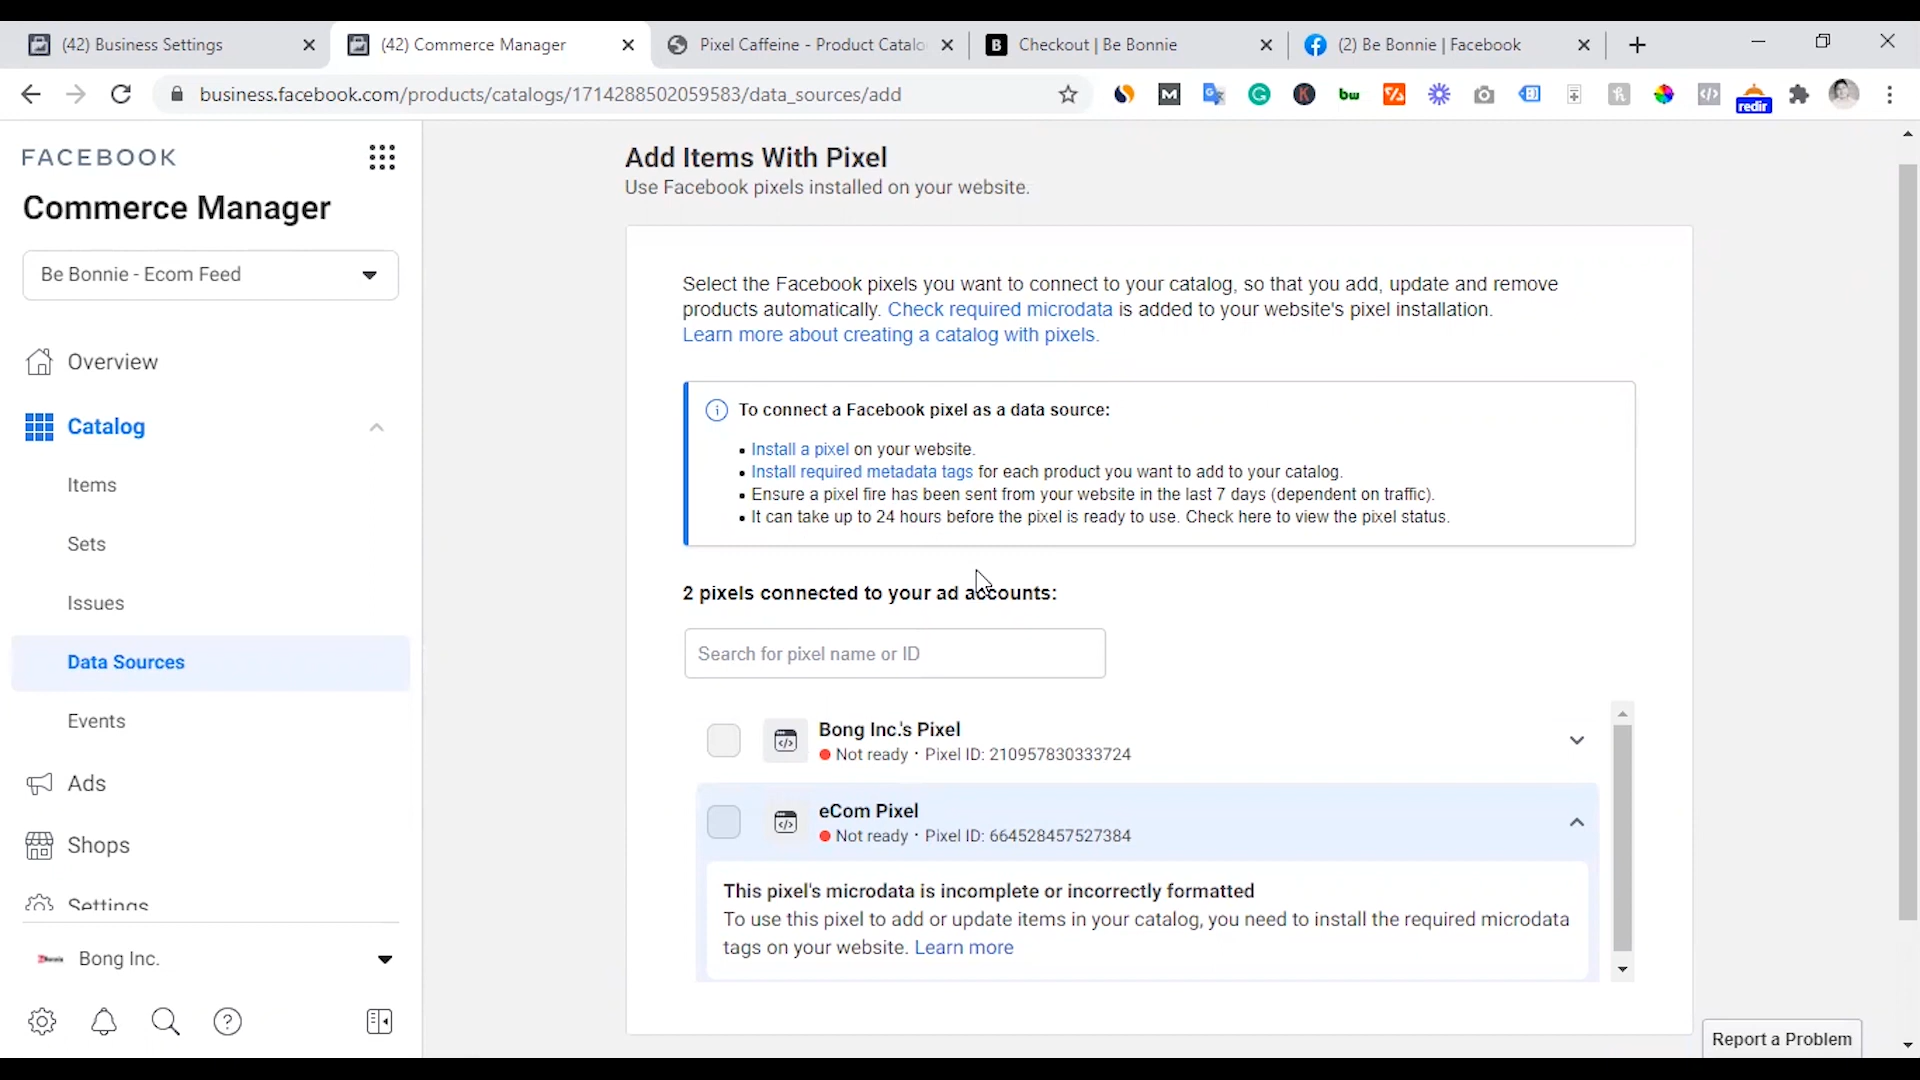 (42) Business Settings
(42) Commerce Manager
Pixel Caffeine - Product Catalo
Checkout | Be Bonnie
(2) Be Bonnie | Facebook
business.facebook.com/products/catalogs/1714288502059583/data_sources/add
redir
FACEBOOK
Commerce Manager
Be Bonnie - Ecom Feed
Overview
Catalog
Items
Sets
Issues
Data Sources
Events
Ads
Shops
Settings
Bong Inc.
Add Items With Pixel
Use Facebook pixels installed on your website.
Select the Facebook pixels you want to connect to your catalog, so that you add, update and remove
products automatically. Check required microdata is added to your website's pixel installation.
Learn more about creating a catalog with pixels.
To connect a Facebook pixel as a data source:
• Install a pixel on your website.
• Install required metadata tags for each product you want to add to your catalog.
• Ensure a pixel fire has been sent from your website in the last 7 days (dependent on traffic).
• It can take up to 24 hours before the pixel is ready to use. Check here to view the pixel status.
2 pixels connected to your ad accounts:
Search for pixel name or ID
Bong Inc.'s Pixel
Not ready · Pixel ID: 210957830333724
eCom Pixel
Not ready · Pixel ID: 664528457527384
This pixel's microdata is incomplete or incorrectly formatted
To use this pixel to add or update items in your catalog, you need to install the required microdata
tags on your website. Learn more
Report a Problem